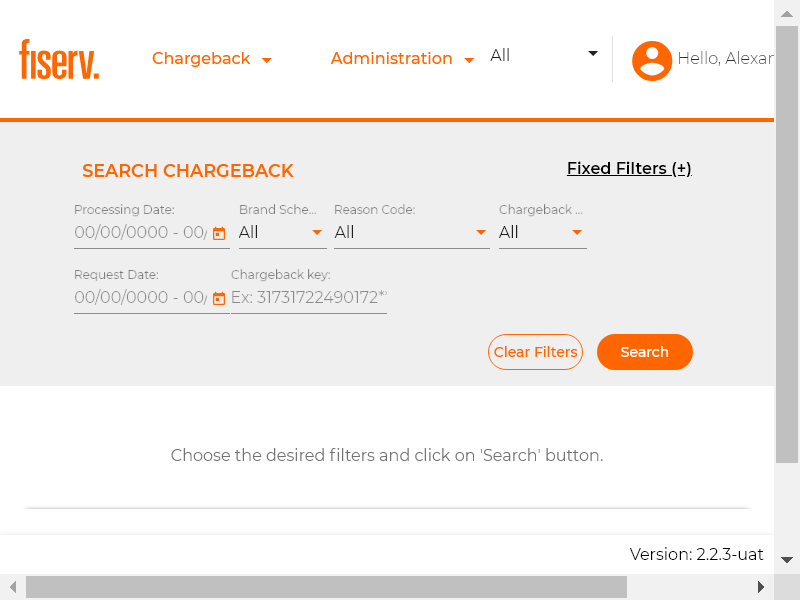 fiserv.
Chargeback
Administration
All
Hello, Alexar
SEARCH CHARGEBACK
Fixed Filters (+)
Processing Date:
Brand Sche...
Reason Code:
Chargeback ...
00/00/0000 - 00/
All
All
All
Request Date:
Chargeback key:
00/00/0000 - 00/
Ex: 31731722490172*'
Clear Filters
Search
Choose the desired filters and click on 'Search' button.
Version: 2.2.3-uat